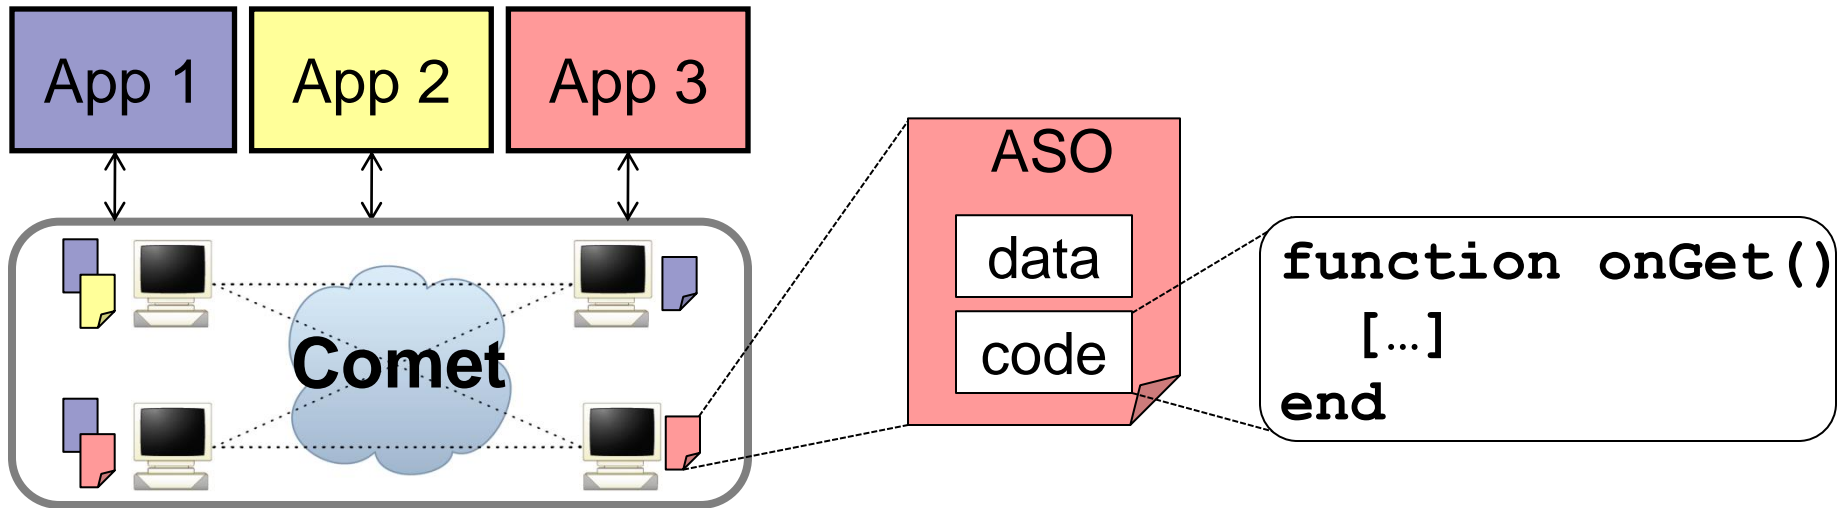 App 1
App 2
App 3
Comet
ASO
data
code
function onGet()
[...]
end